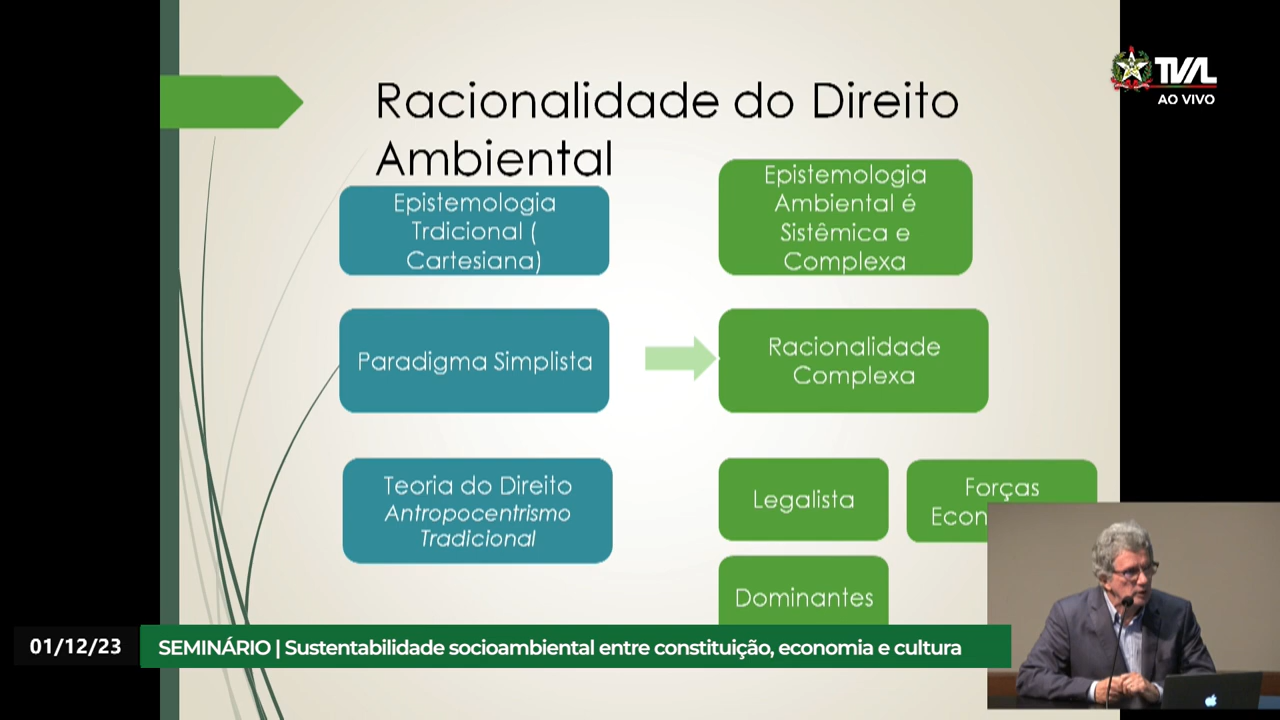 Racionalidade do Direito
Ambiental
TVAL
AO VIVO
Epistemologia
Trdicional (
Cartesiana)
Epistemologia
Ambiental é
Sistêmica e
Complexa
Paradigma Simplista
Racionalidade
Complexa
Teoria do Direito
Antropocentrismo
Tradicional
Legalista
Forças
Dominantes
01/12/23
SEMINÁRIO | Sustentabilidade socioambiental entre constituição, economia e cultura